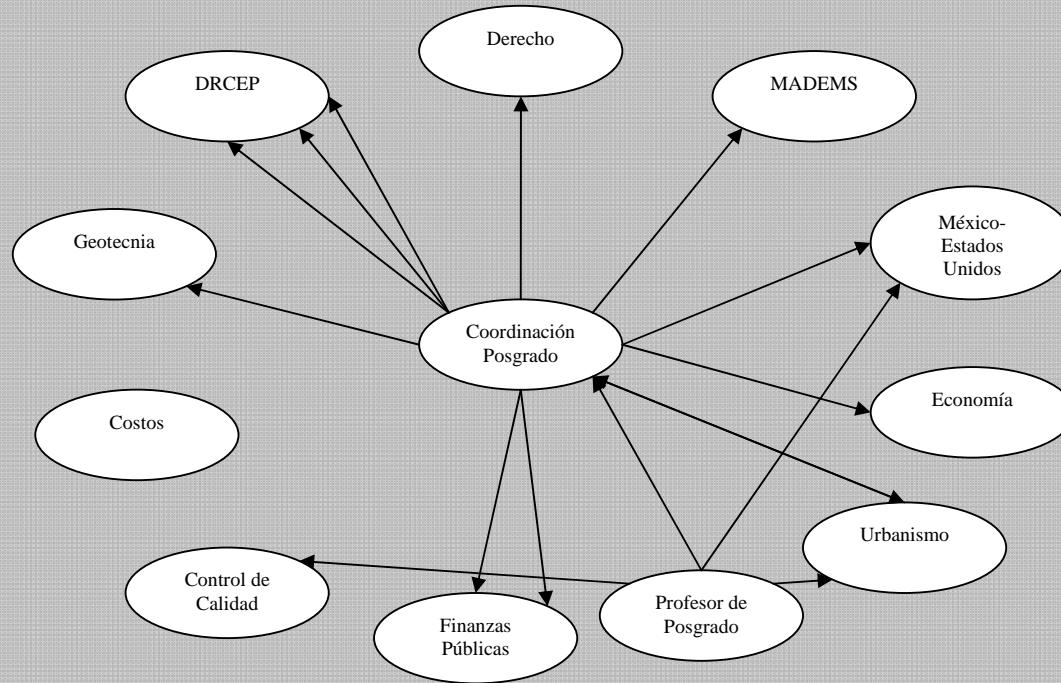 Derecho
DRCEP
MADEMS
Geotecnia
México-
Estados
Unidos
Coordinación
Posgrado
Costos
Economía
Urbanismo
Control de
Calidad
Finanzas
Públicas
Profesor de
Posgrado